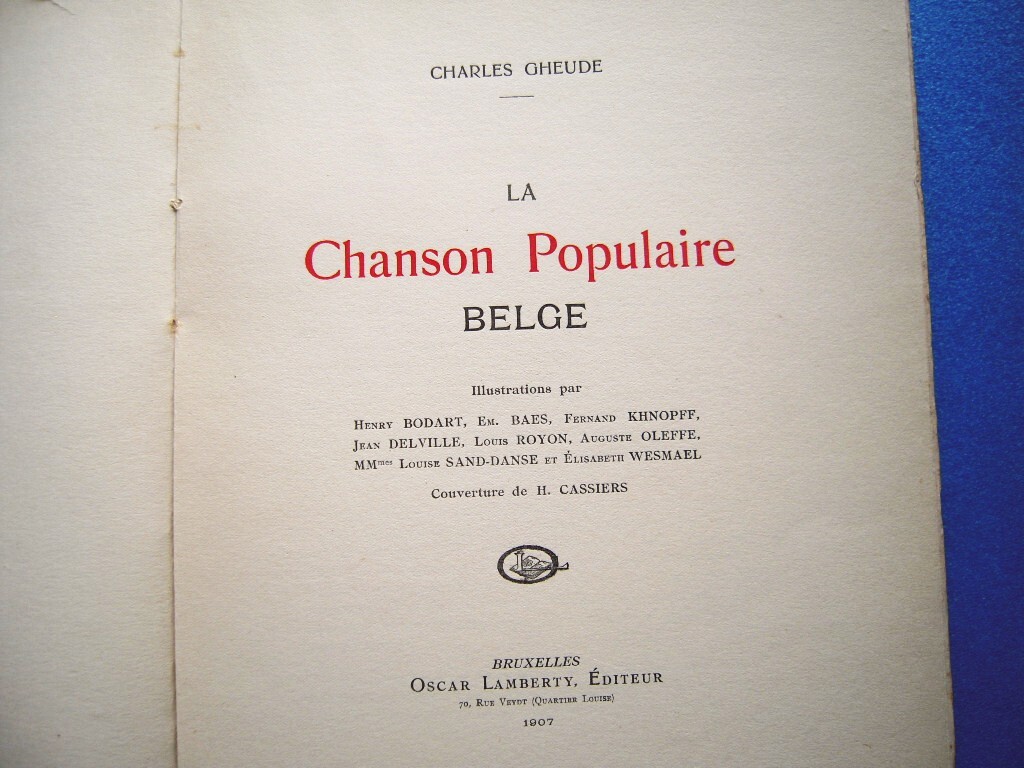 CHARLES GHEUDE
LA
Chanson Populaire
BELGE
Illustrations par
Henry BODART, Em. BAES, Fernand KHNOPFF,
Jean DELVILLE, Louis ROYON, Auguste OLEFFE,
MMmes Louise SAND-DANSE et Élisabeth WESMAEL
Couverture de H. CASSIERS
BRUXELLES
Oscar Lamberty, Éditeur
70, Rue Veydt (Quartier Louise)
1907